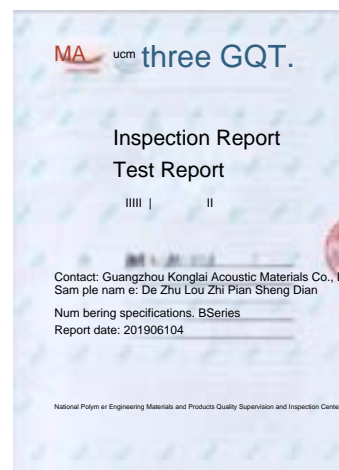 MA ucm three GQT.
Inspection Report
Test Report
IIIII | II
Contact: Guangzhou Konglai Acoustic Materials Co.,
Sam ple nam e: De Zhu Lou Zhi Pian Sheng Dian
Num bering specifications. BSeries
Report date: 201906104
National Polym er Engineering Materials and Products Quality Supervision and Inspection Cente